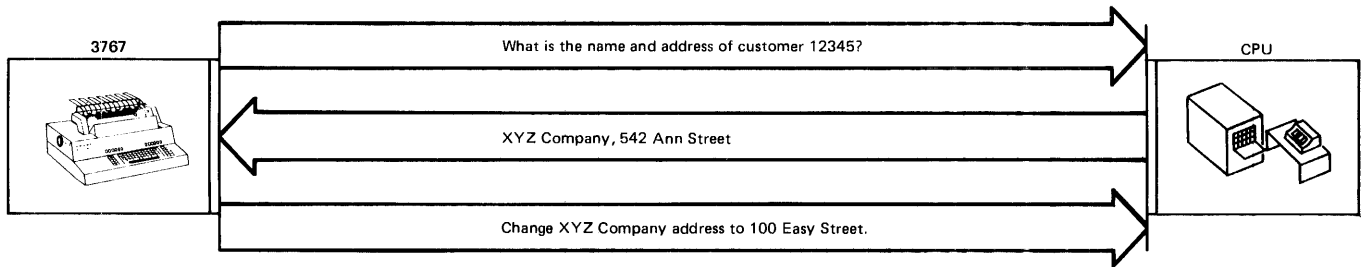 3767
What is the name and address of customer 12345?
CPU
XYZ Company, 542 Ann Street
Change XYZ Company address to 100 Easy Street.